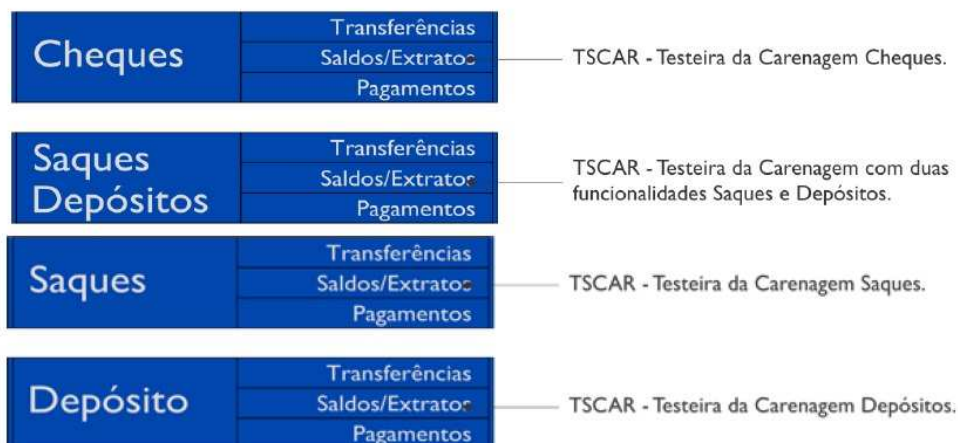 Cheques
Transferências
Saldos/Extratos
Pagamentos
TSCAR - Testeira da Carenagem Cheques.
Saques
Depósitos
Transferências
Saldos/Extratos
Pagamentos
TSCAR - Testeira da Carenagem com duas
funcionalidades Saques e Depósitos.
Saques
Transferências
Saldos/Extratos
Pagamentos
TSCAR - Testeira da Carenagem Saques.
Depósito
Transferências
Saldos/Extratos
Pagamentos
TSCAR - Testeira da Carenagem Depósitos.